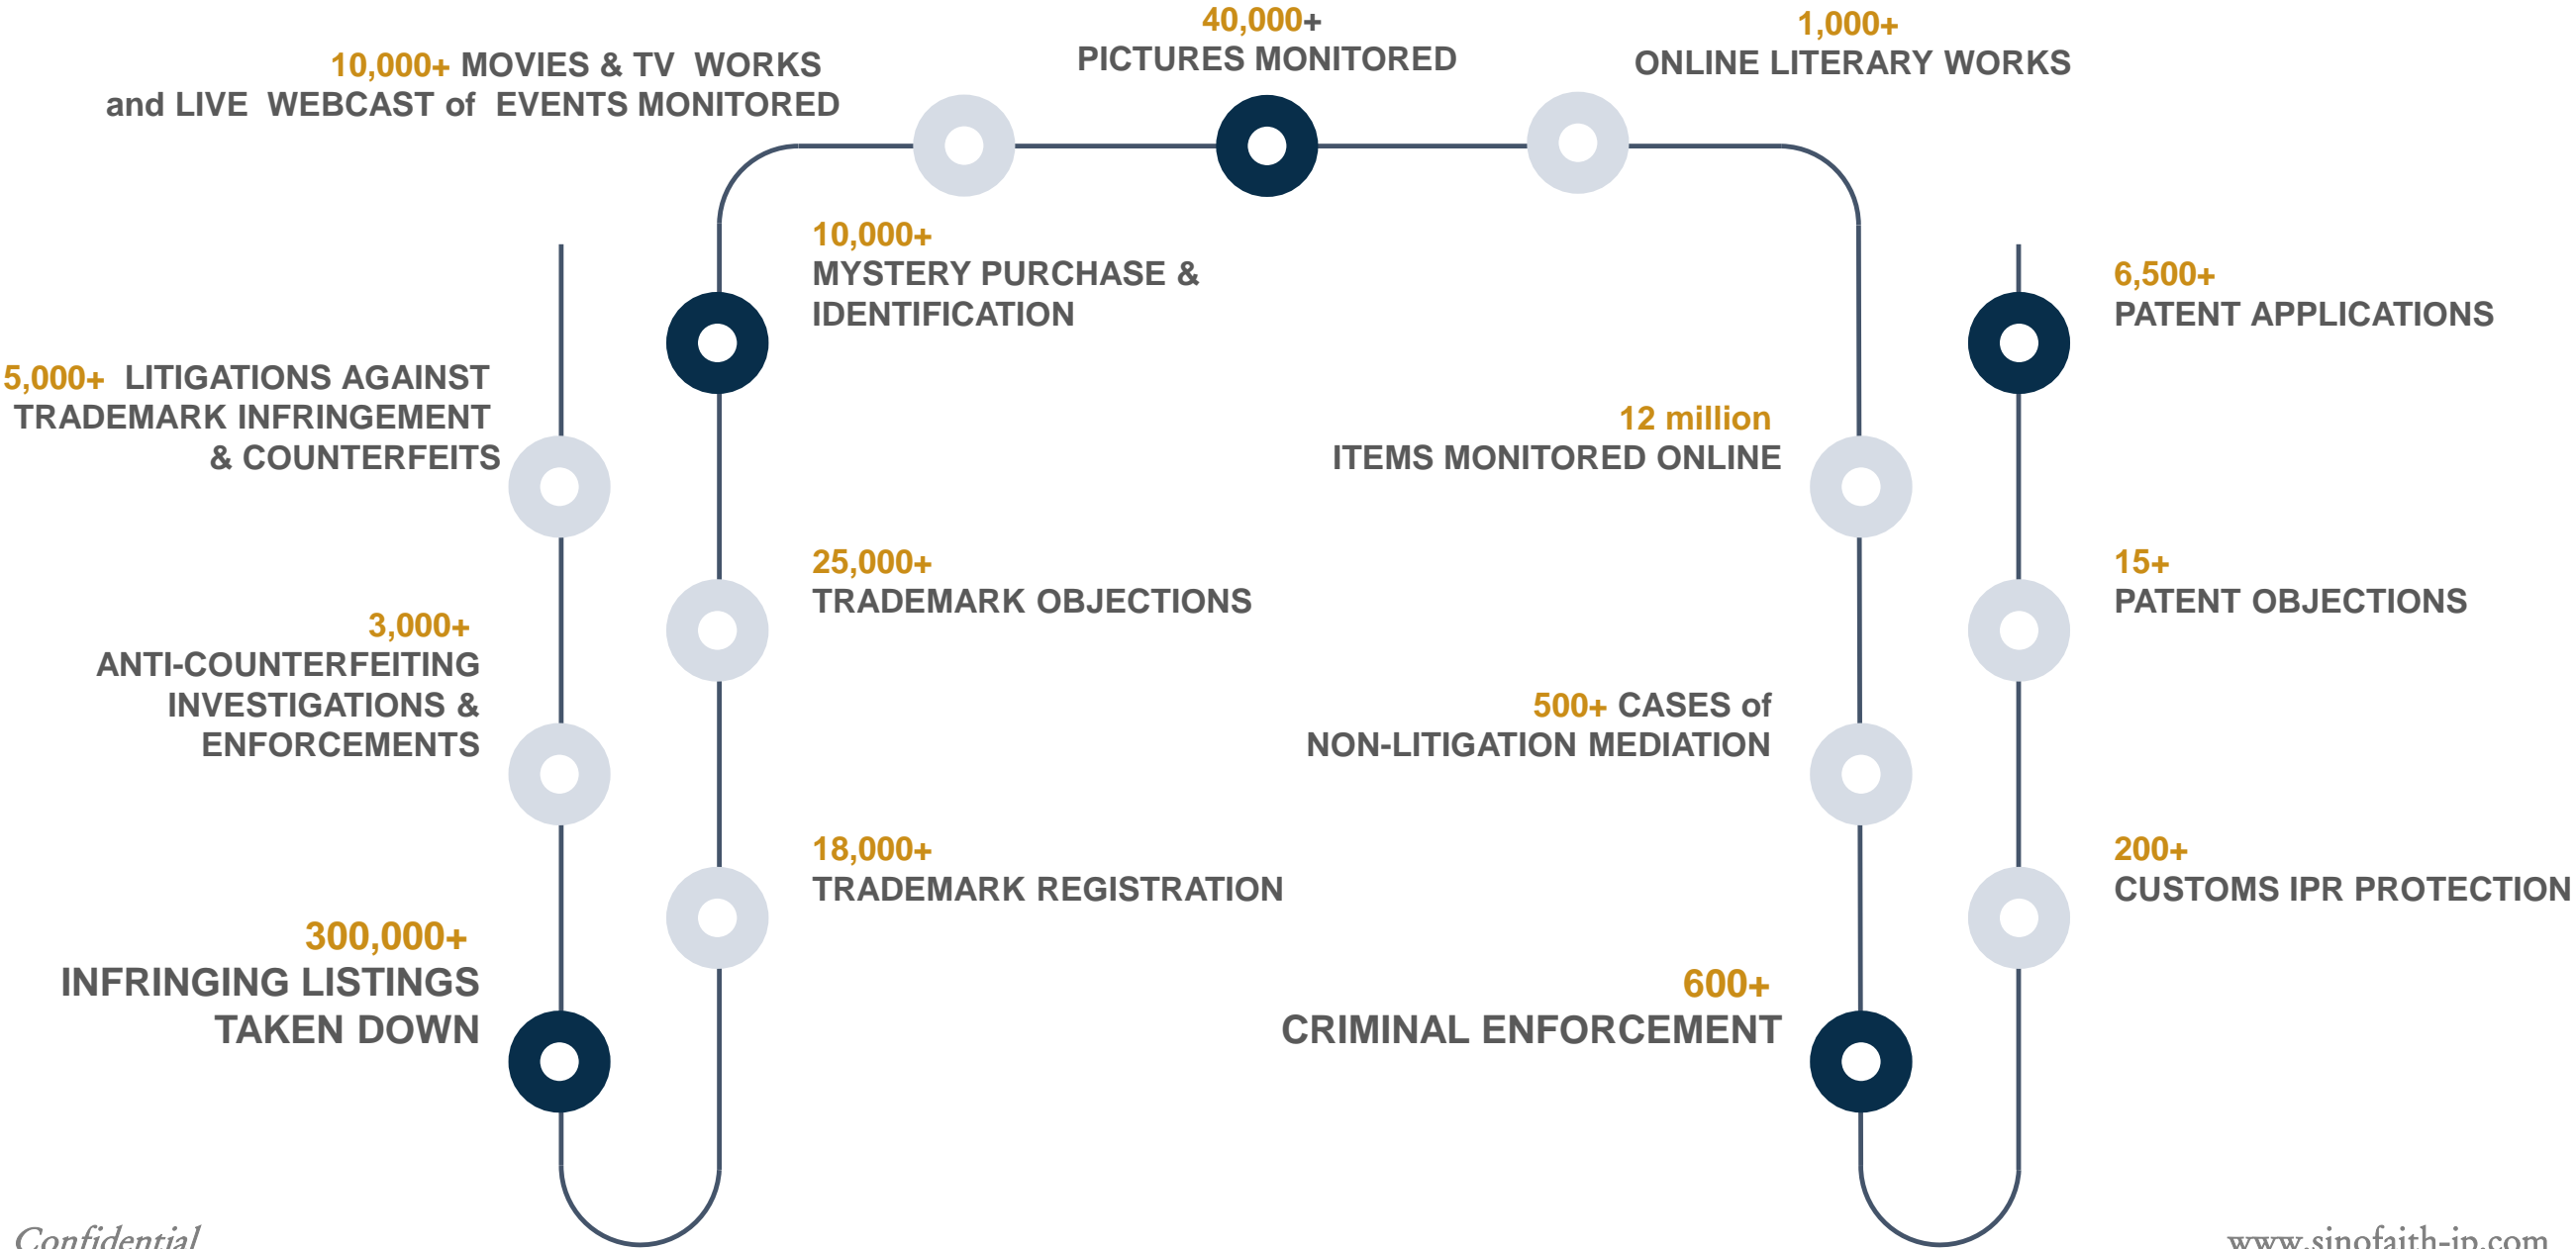 10,000+ MOVIES & TV WORKS
and LIVE WEBCAST of EVENTS MONITORED
40,000+
PICTURES MONITORED
1,000+
ONLINE LITERARY WORKS
5,000+ LITIGATIONS AGAINST
TRADEMARK INFRINGEMENT
& COUNTERFEITS
3,000+
ANTI-COUNTERFEITING
INVESTIGATIONS &
ENFORCEMENTS
300,000+
INFRINGING LISTINGS
TAKEN DOWN
10,000+
MYSTERY PURCHASE &
IDENTIFICATION
25,000+
TRADEMARK OBJECTIONS
18,000+
TRADEMARK REGISTRATION
12 million
ITEMS MONITORED ONLINE
500+ CASES of
NON-LITIGATION MEDIATION
600+
CRIMINAL ENFORCEMENT
6,500+
PATENT APPLICATIONS
15+
PATENT OBJECTIONS
200+
CUSTOMS IPR PROTECTION
Confidential
www.sinofaith-ip.com